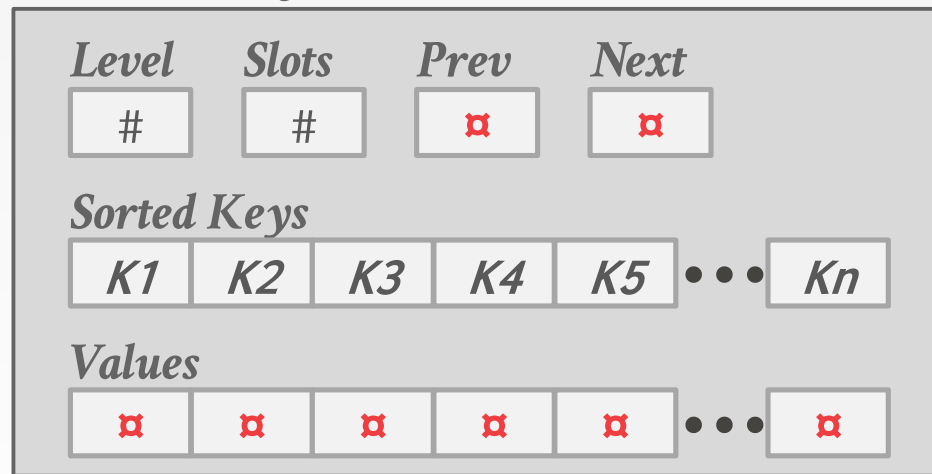 Level Slots Prev Next
# # ¤ ¤
Sorted Keys
K1 K2 K3 K4 K5 ••• Kn
Values
¤ ¤ ¤ ¤ ¤ ••• ¤